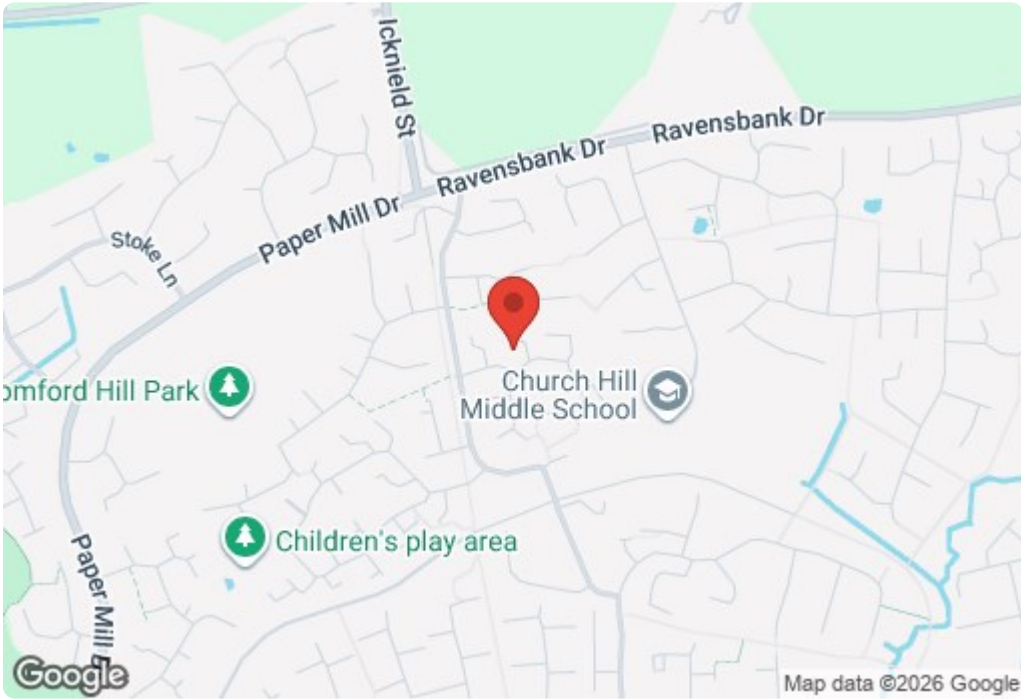 Icknield St
Ravensbank Dr
Ravensbank Dr
Paper Mill Dr
Stoke Ln
omford Hill Park
Church Hill
Middle School
Children's play area
Paper Mill D
Google
Map data ©2026 Google